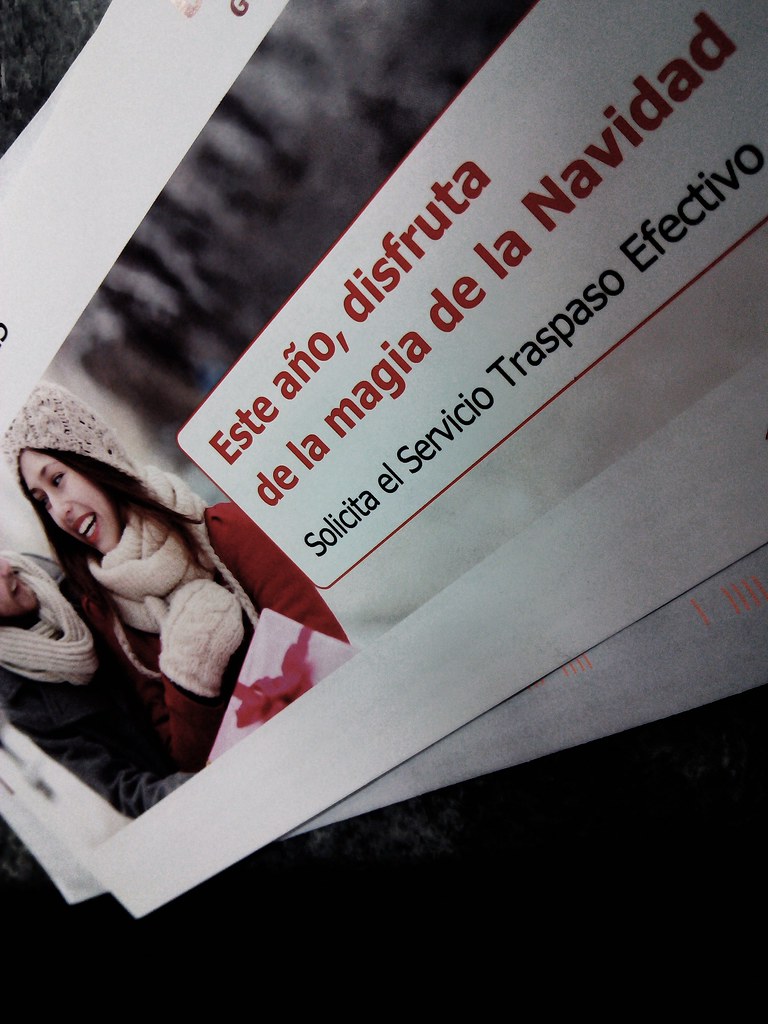 Este año, disfruta
de la magia de la Navidad
Solicita el Servicio Traspaso Efectivo